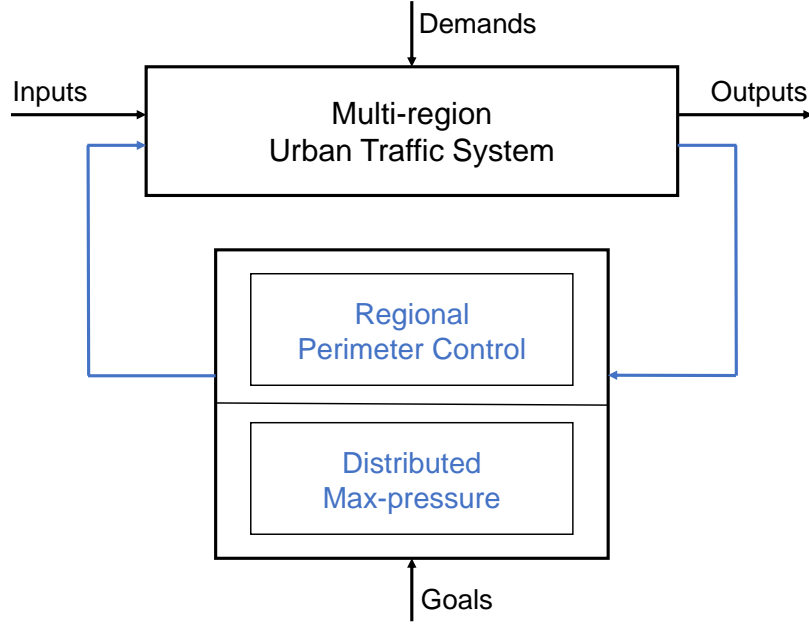 Demands
Inputs
Outputs
Multi-region
Urban Traffic System
Regional
Perimeter Control
Distributed
Max-pressure
Goals